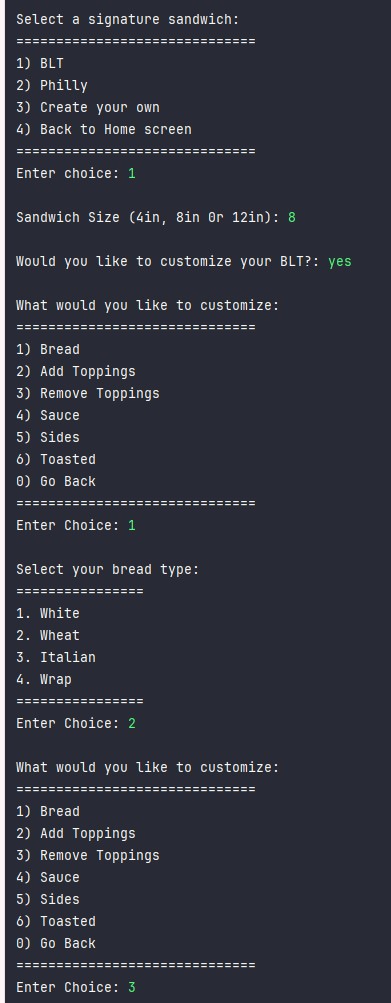 Select a signature sandwich:
==============================
1) BLT
2) Philly
3) Create your own
4) Back to Home screen
==============================
Enter choice: 1
Sandwich Size (4in, 8in 0r 12in): 8
Would you like to customize your BLT?: yes
What would you like to customize:
==============================
1) Bread
2) Add Toppings
3) Remove Toppings
4) Sauce
5) Sides
6) Toasted
0) Go Back
==============================
Enter Choice: 1
Select your bread type:
================
1. White
2. Wheat
3. Italian
4. Wrap
================
Enter Choice: 2
What would you like to customize:
==============================
1) Bread
2) Add Toppings
3) Remove Toppings
4) Sauce
5) Sides
6) Toasted
0) Go Back
==============================
Enter Choice: 3